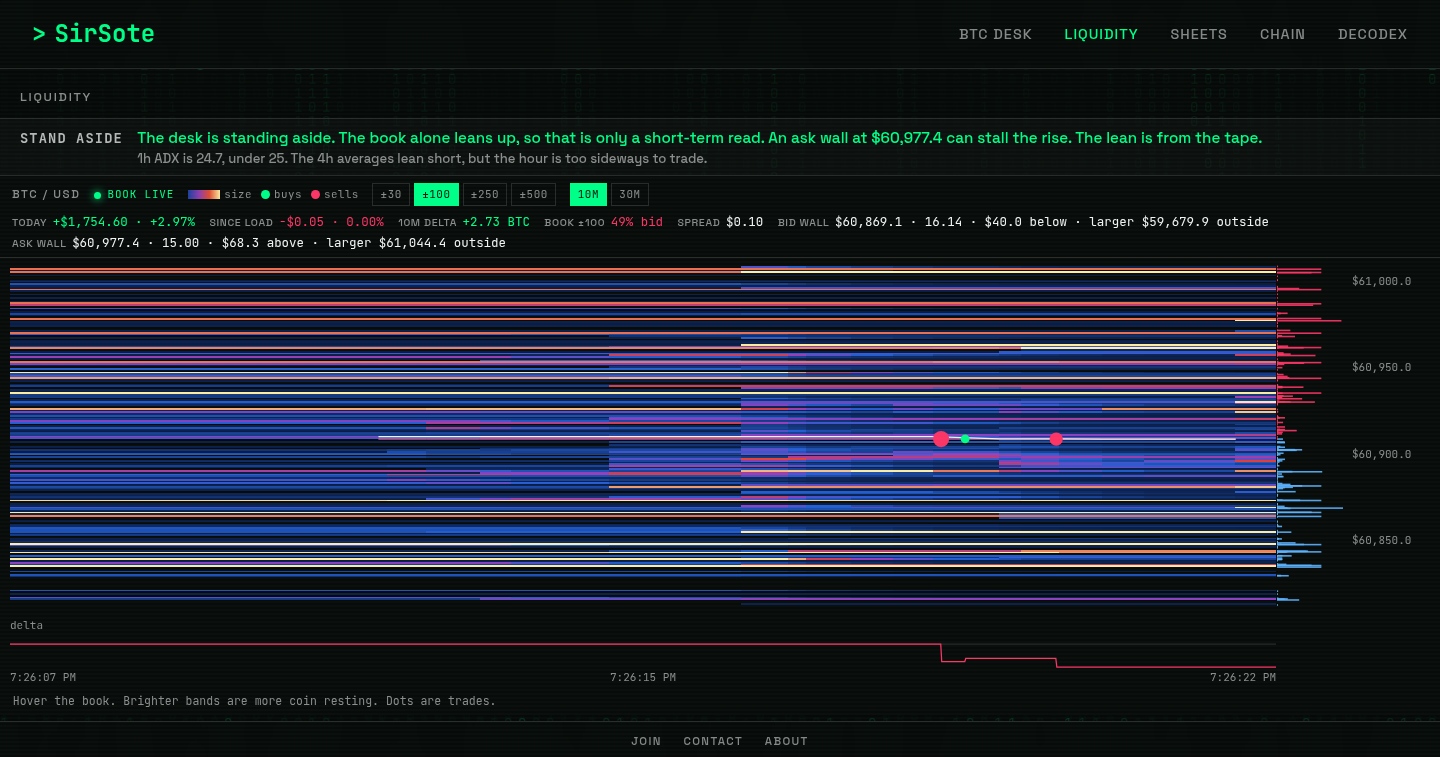 > SirSote
BTC DESK LIQUIDITY SHEETS CHAIN DECODEX
LIQUIDITY
STAND ASIDE The desk is standing aside. The book alone leans up, so that is only a short-term read. An ask wall at $60,977.4 can stall the rise. The lean is from the tape.
1h ADX is 24.7, under 25. The 4h averages lean short, but the hour is too sideways to trade.
BTC / USD BOOK LIVE size buys sells ±30 ±100 ±250 ±500 10M 30M
TODAY +$1,754.60 · +2.97% SINCE LOAD -$0.05 · 0.00% 10M DELTA +2.73 BTC BOOK ±100 49% bid SPREAD $0.10 BID WALL $60,869.1 · 16.14 · $40.0 below · larger $59,679.9 outside
ASK WALL $60,977.4 · 15.00 · $68.3 above · larger $61,044.4 outside
$61,000.0
$60,950.0
$60,900.0
$60,850.0
delta
7:26:07 PM 7:26:15 PM 7:26:22 PM
Hover the book. Brighter bands are more coin resting. Dots are trades.
JOIN CONTACT ABOUT